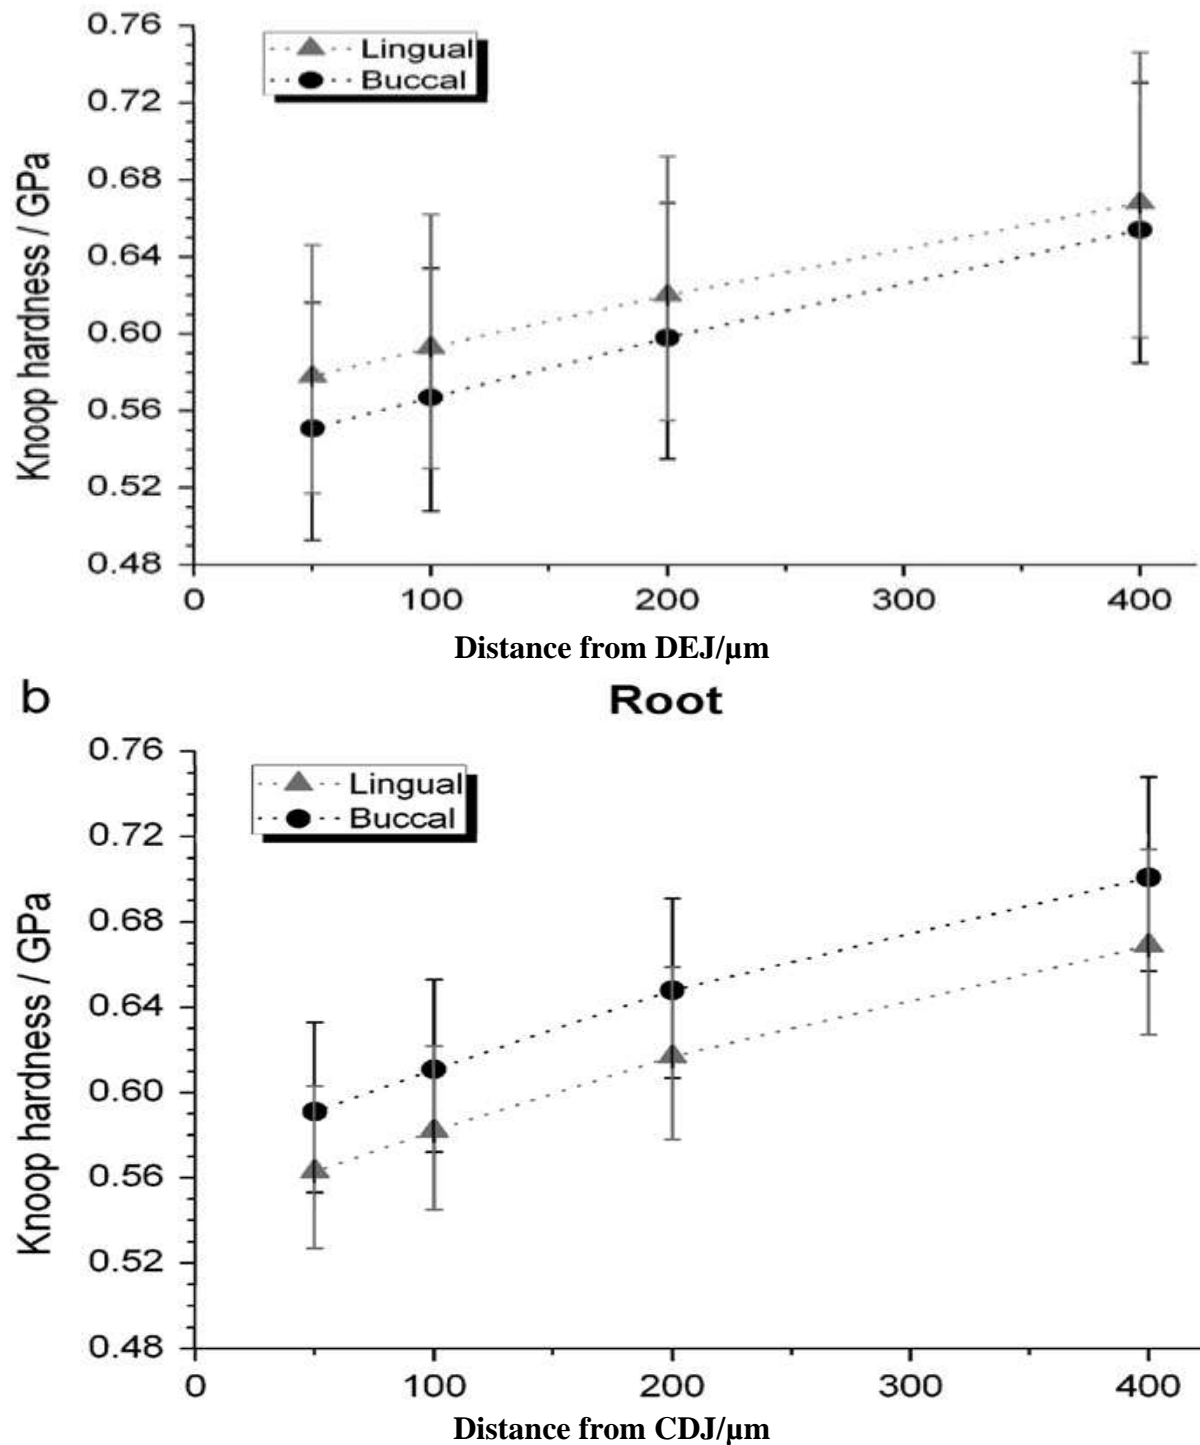 0.76
Lingual
Buccal
0.72
0.68
0.64
0.60
0.56
0.52
0.48
Knoop hardness / GPa
0 100 200 300 400
Distance from DEJ/µm
b Root
0.76
Lingual
Buccal
0.72
0.68
0.64
0.60
0.56
0.52
0.48
Knoop hardness / GPa
0 100 200 300 400
Distance from CDJ/µm